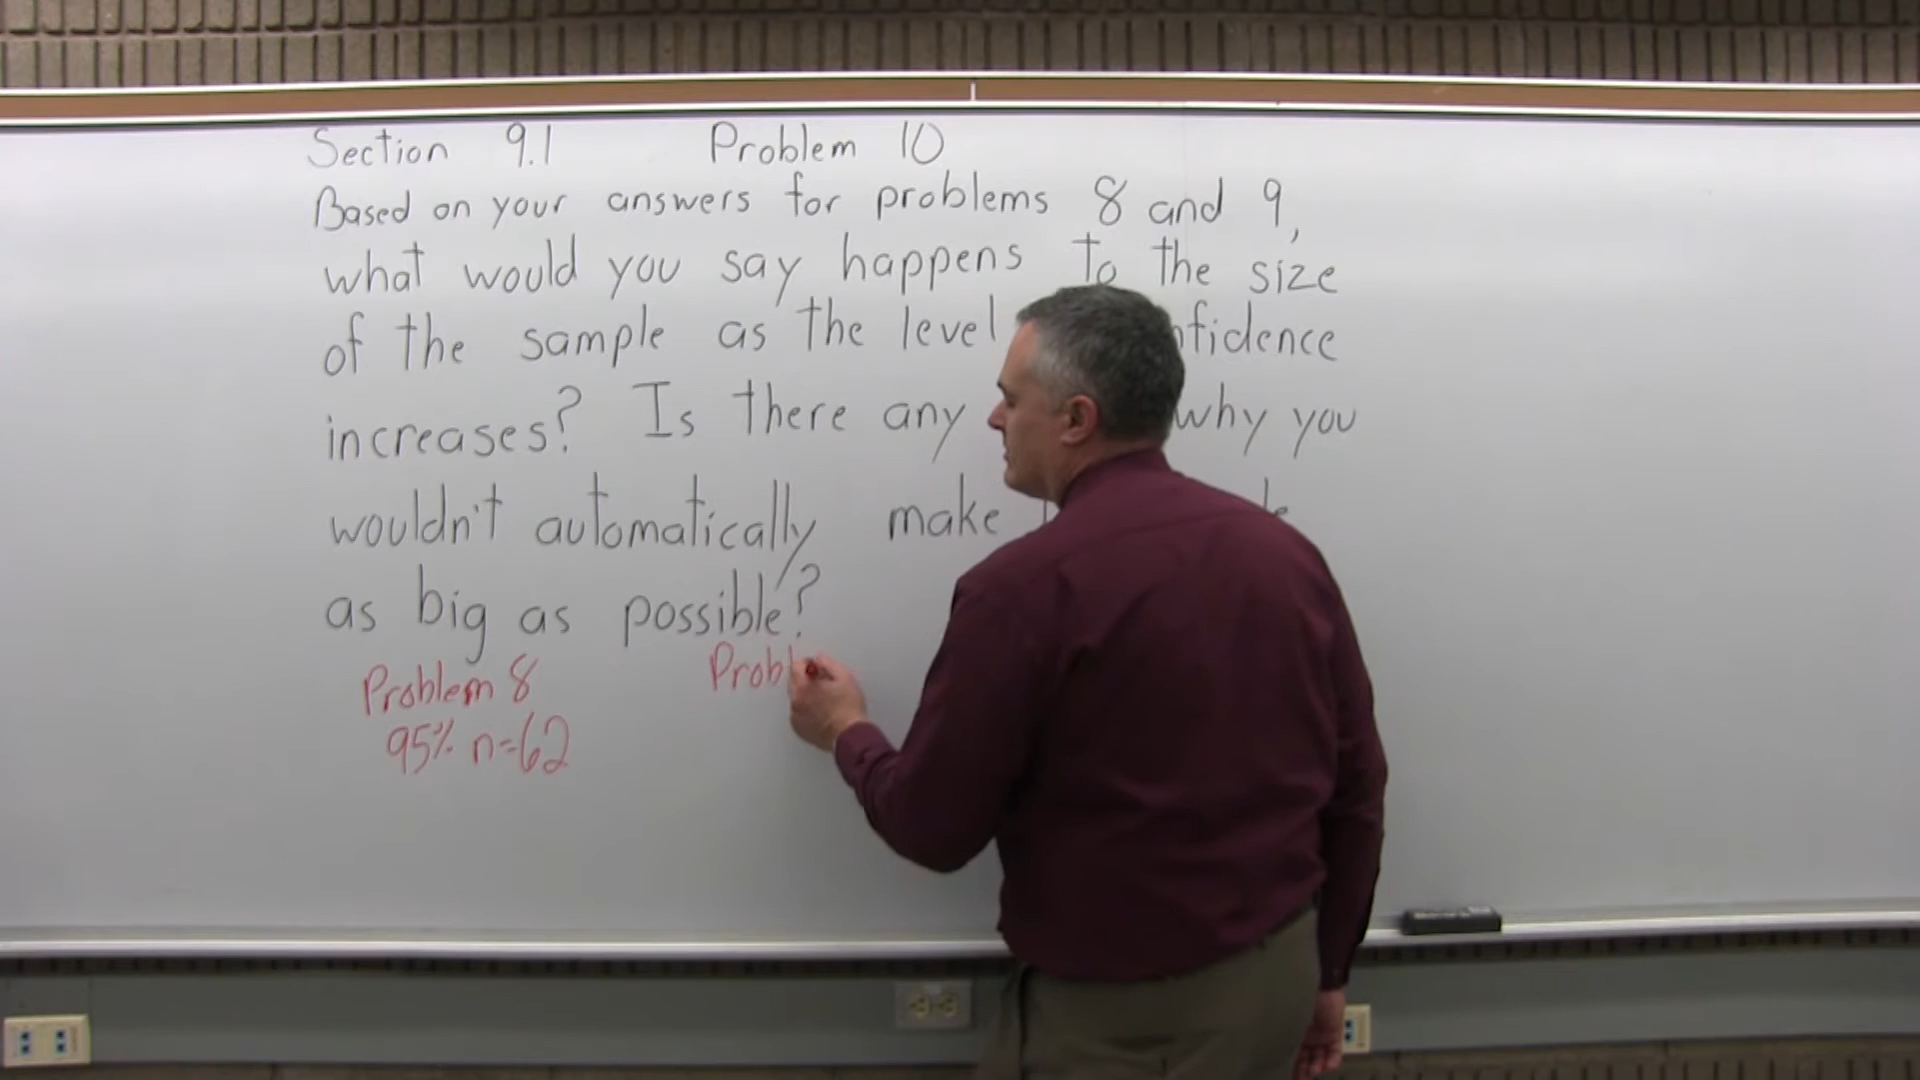 Section 9.1 Problem 10
Based on your answers for problems 8 and 9,
what would you say happens to the size
of the sample as the level nfidence
increases? Is there any why you
wouldn't automatically make
as big as possible?
Problem 8 Probl
95% n=62